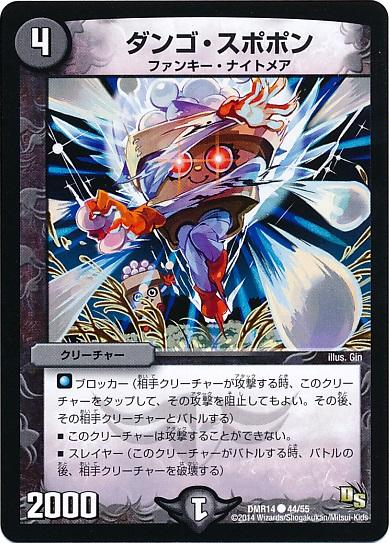 4
ダンゴ・スポポン
ファンキー・ナイトメア
クリーチャー
illus. Gin
ブロッカー(相手クリーチャーが攻撃する時、このクリ
ーチャーをタップして、その攻撃を阻止してもよい。その後、
その相手クリーチャーとバトルする)
■ このクリーチャーは攻撃することができない。
■ スレイヤー(このクリーチャーがバトルする時、バトルの
後、相手クリーチャーを破壊する)
2000
DMR14 ● 44/55
©2014 Wizards/Shogakukan/Mitsui-Kids
DS